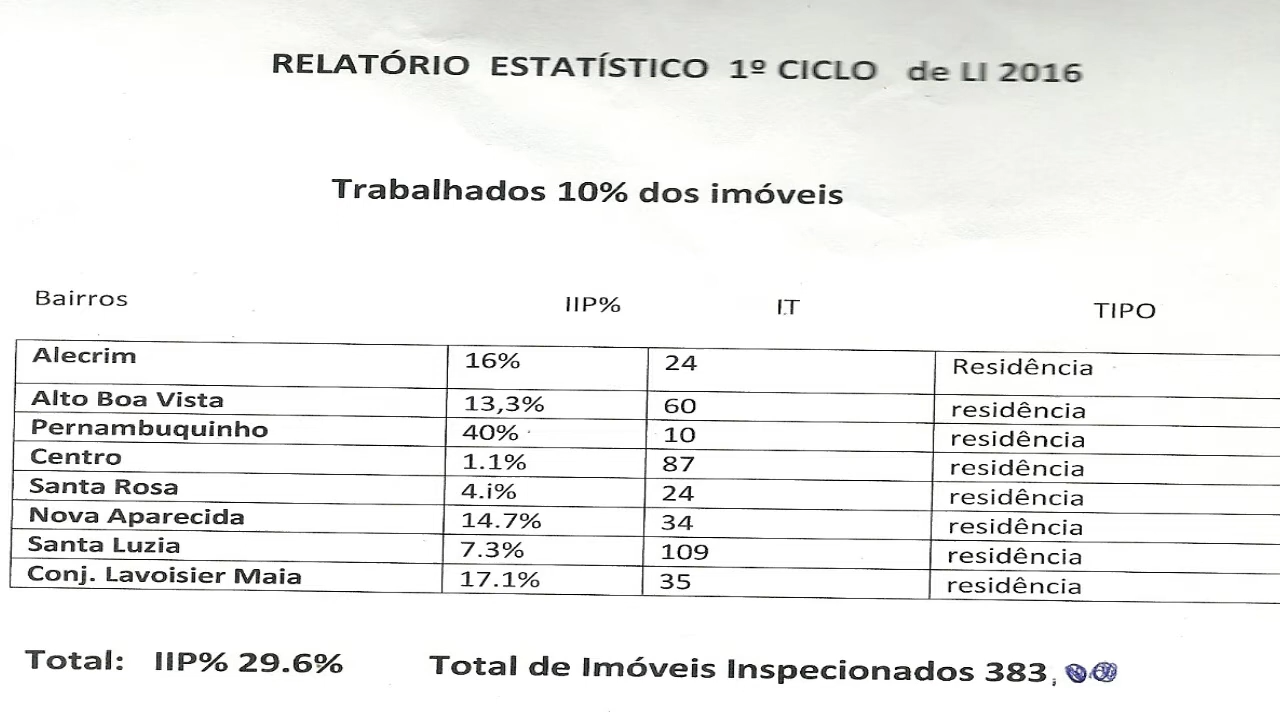 RELATÓRIO ESTATÍSTICO 1º CICLO de LI 2016
Trabalhados 10% dos imóveis
Bairros IIP% I.T TIPO
Alecrim 16% 24 Residência
Alto Boa Vista 13,3% 60 residência
Pernambuquinho 40% 10 residência
Centro 1.1% 87 residência
Santa Rosa 4.i% 24 residência
Nova Aparecida 14.7% 34 residência
Santa Luzia 7.3% 109 residência
Conj. Lavoisier Maia 17.1% 35 residência
Total: IIP% 29.6% Total de Imóveis Inspecionados 383,